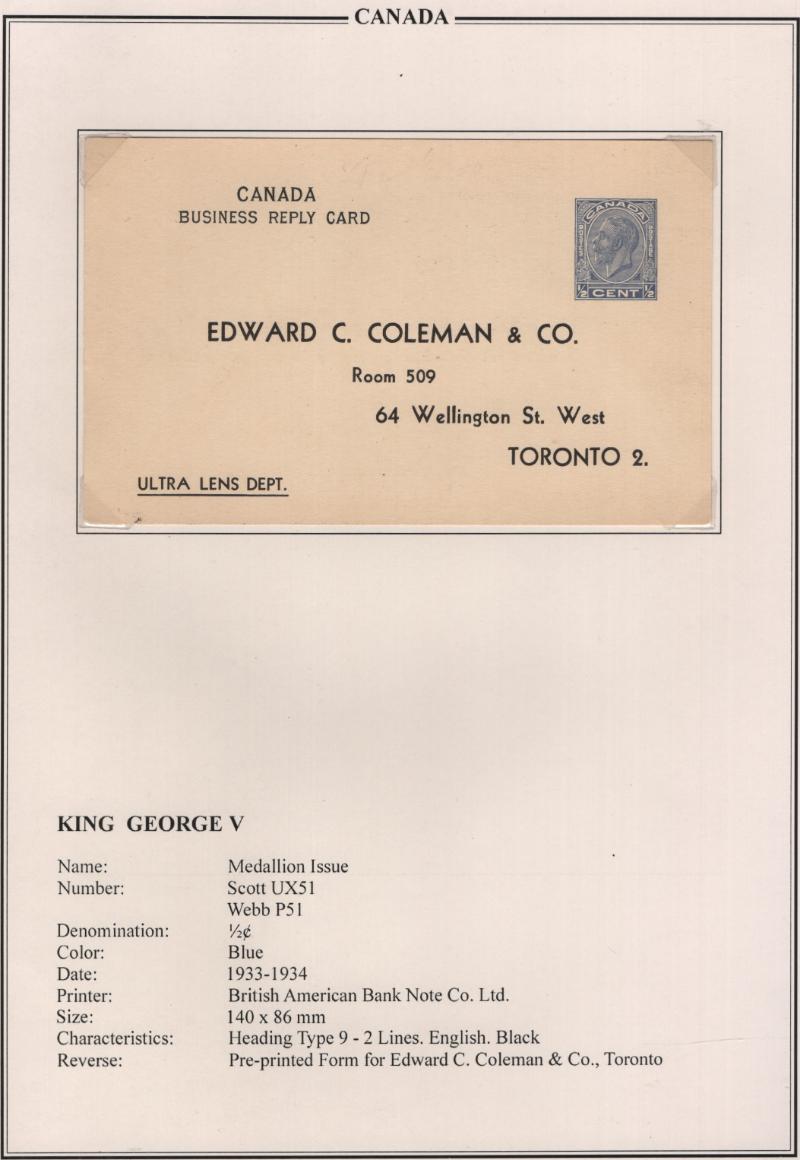 CANADA
CANADA
BUSINESS REPLY CARD
CANADA
POSTES
POSTAGE
½ CENT ½
EDWARD C. COLEMAN & CO.
Room 509
64 Wellington St. West
TORONTO 2.
ULTRA LENS DEPT.
KING GEORGE V
Name: Medallion Issue
Number: Scott UX51
Webb P51
Denomination: ½¢
Color: Blue
Date: 1933-1934
Printer: British American Bank Note Co. Ltd.
Size: 140 x 86 mm
Characteristics: Heading Type 9 - 2 Lines. English. Black
Reverse: Pre-printed Form for Edward C. Coleman & Co., Toronto